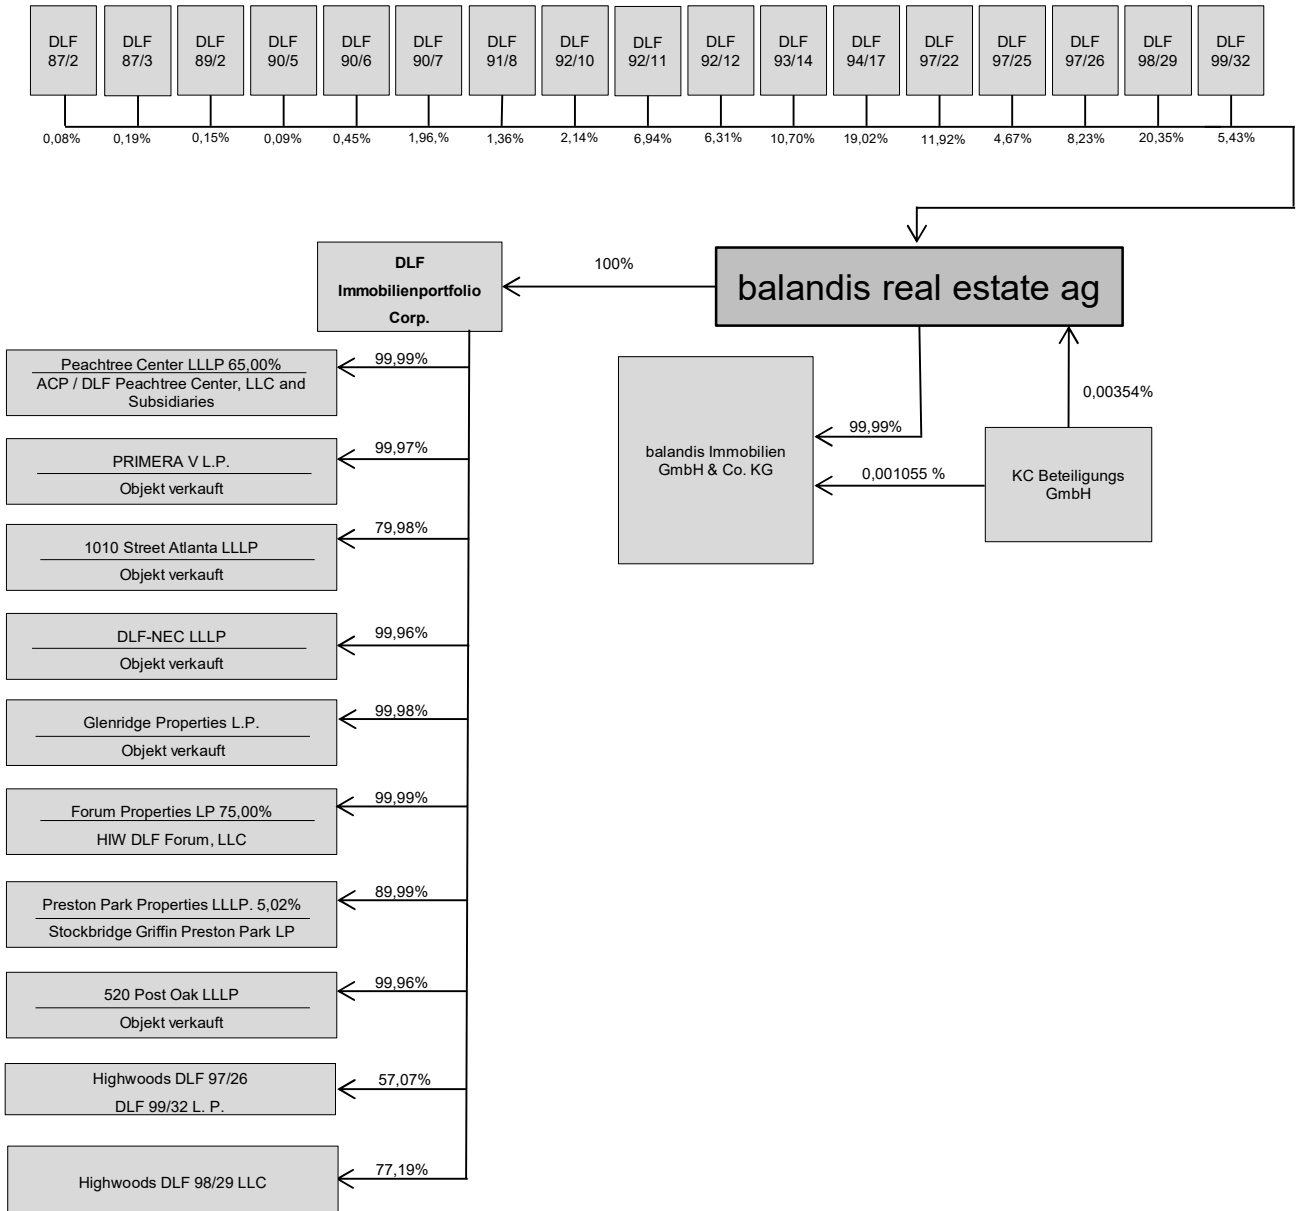 DLF
87/2
DLF
87/3
DLF
89/2
DLF
90/5
DLF
90/6
DLF
90/7
DLF
91/8
DLF
92/10
DLF
92/11
DLF
92/12
DLF
93/14
DLF
94/17
DLF
97/22
DLF
97/25
DLF
97/26
DLF
98/29
DLF
99/32
0,08%
0,19%
0,15%
0,09%
0,45%
1,96,%
1,36%
2,14%
6,94%
6,31%
10,70%
19,02%
11,92%
4,67%
8,23%
20,35%
5,43%
DLF
Immobilienportfolio
Corp.
100%
balandis real estate ag
Peachtree Center LLLP 65,00%
ACP / DLF Peachtree Center, LLC and
Subsidiaries
99,99%
PRIMERA V L.P.
Objekt verkauft
99,97%
1010 Street Atlanta LLLP
Objekt verkauft
79,98%
DLF-NEC LLLP
Objekt verkauft
99,96%
Glenridge Properties L.P.
Objekt verkauft
99,98%
Forum Properties LP 75,00%
HIW DLF Forum, LLC
99,99%
Preston Park Properties LLLP. 5,02%
Stockbridge Griffin Preston Park LP
89,99%
520 Post Oak LLLP
Objekt verkauft
99,96%
Highwoods DLF 97/26
DLF 99/32 L. P.
57,07%
Highwoods DLF 98/29 LLC
77,19%
balandis Immobilien
GmbH & Co. KG
99,99%
0,001055 %
0,00354%
KC Beteiligungs
GmbH